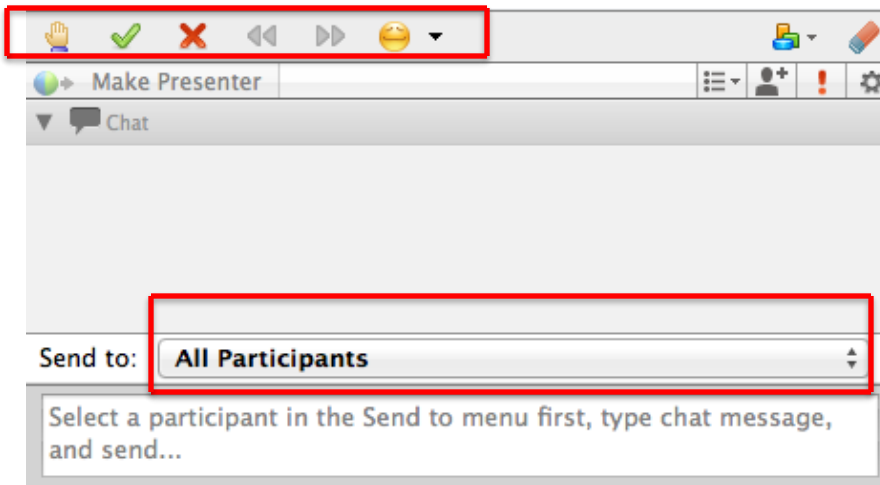 Make Presenter
Chat
Send to: All Participants
Select a participant in the Send to menu first, type chat message,
and send...